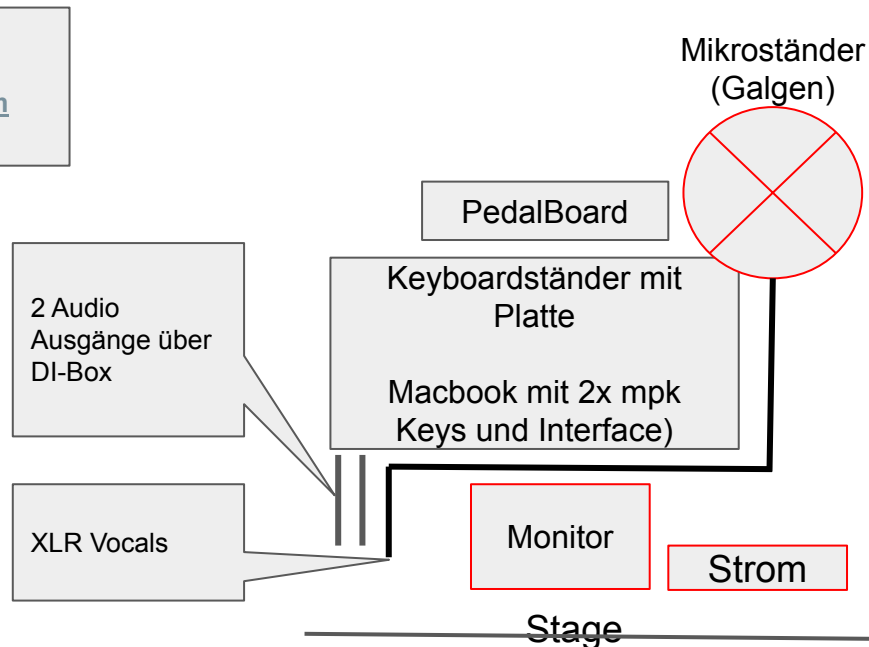 Mikroständer
(Galgen)
PedalBoard
Keyboardständer mit
Platte
Macbook mit 2x mpk
Keys und Interface)
2 Audio
Ausgänge über
DI-Box
XLR Vocals
Monitor
Strom
Stage